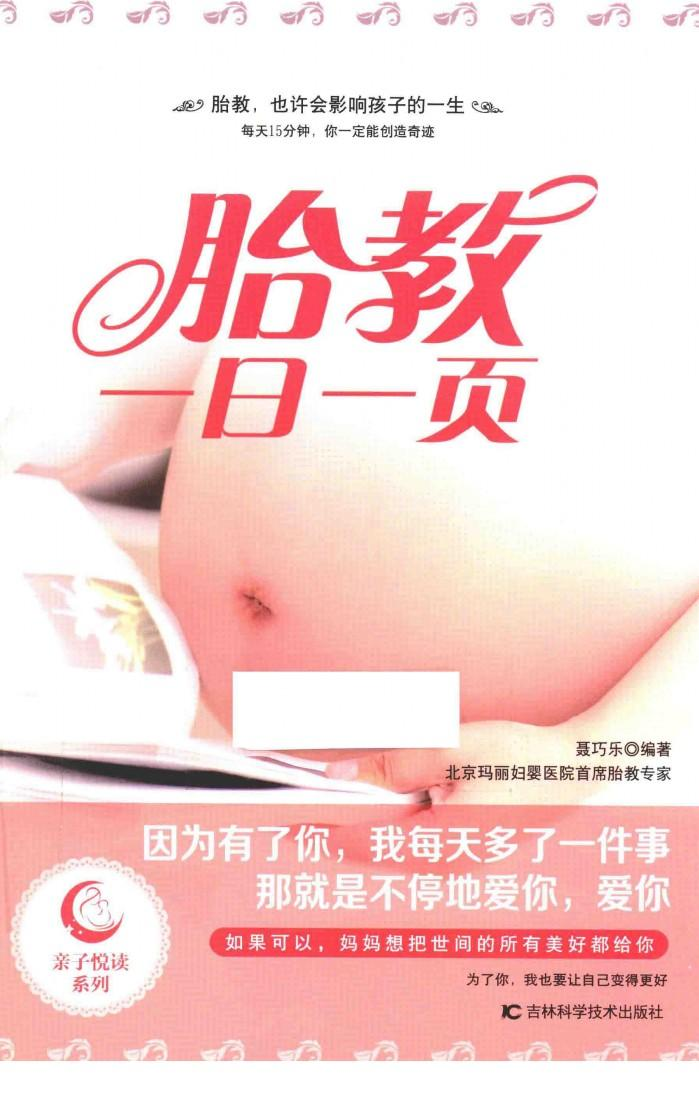 胎教，也许会影响孩子的一生
每天15分钟，你一定能创造奇迹
胎教
一日一页
聂巧乐◎编著
北京玛丽妇婴医院首席胎教专家
因为有了你，我每天多了一件事
那就是不停地爱你，爱你
如果可以，妈妈想把世间的所有美好都给你
亲子悦读
系列
为了你，我也要让自己变得更好
吉林科学技术出版社